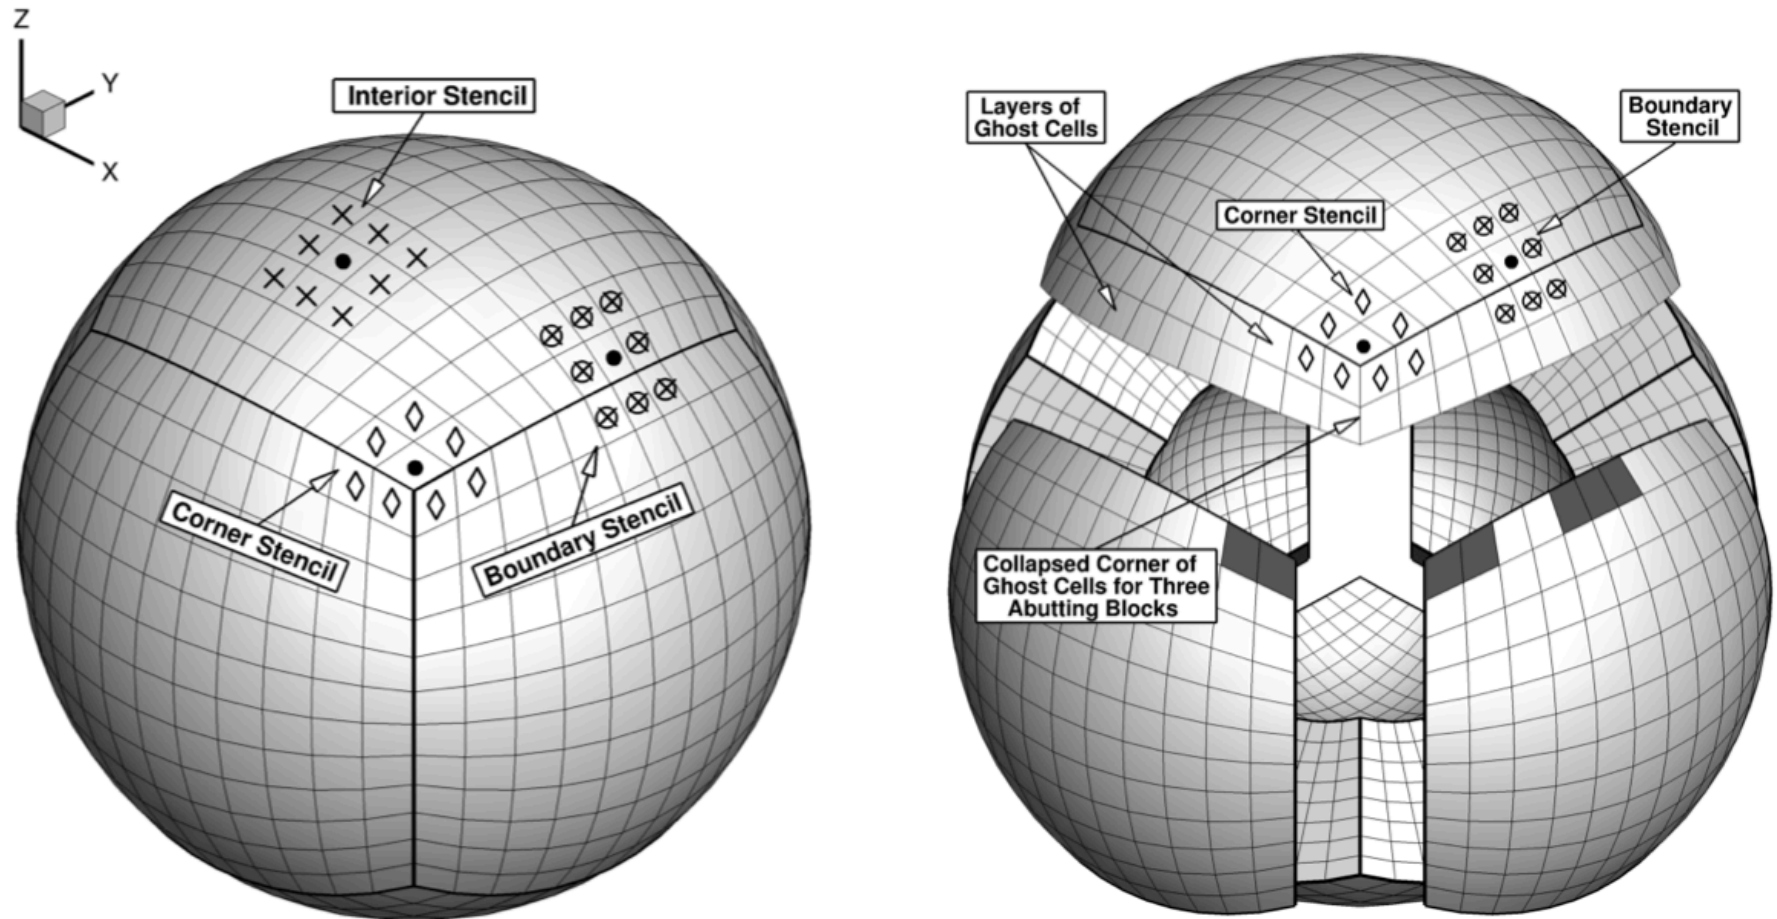 Z
Y
X
Interior Stencil
Corner Stencil
Boundary Stencil
Layers of
Ghost Cells
Boundary
Stencil
Corner Stencil
Collapsed Corner of
Ghost Cells for Three
Abutting Blocks